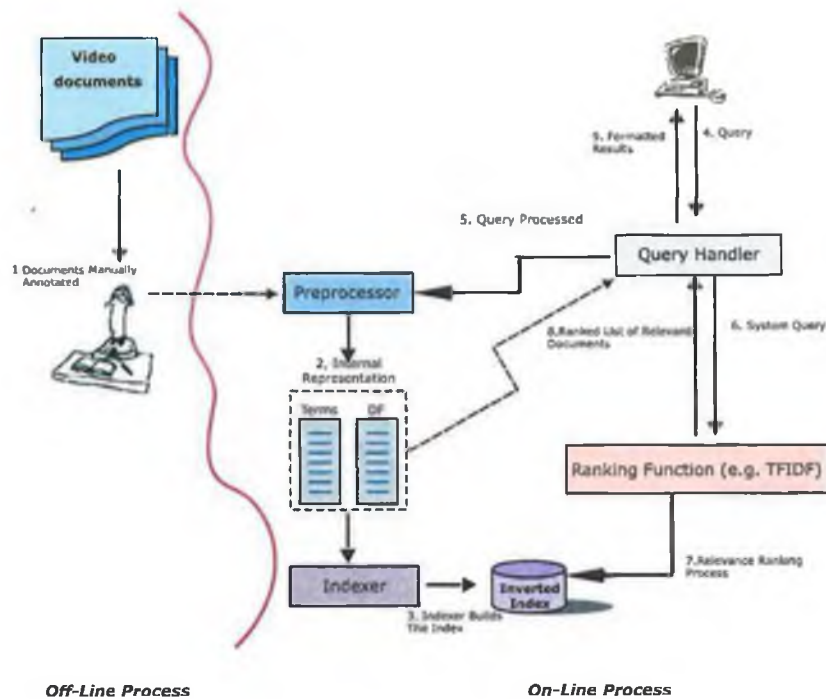 Video
documents
9. Formatted
Results
4. Query
5. Query Processed
1 Documents Manually
Annotated
Query Handler
Preprocessor
8.Ranked List of Relevant
Documents
6. System Query
2, Internal
Representation
Terms
DF
Ranking Function (e.g. TFIDF)
Indexer
Inverted
Index
7.Relevance Ranking
Process
3. Indexer Builds
The Index
Off-Line Process
On-Line Process